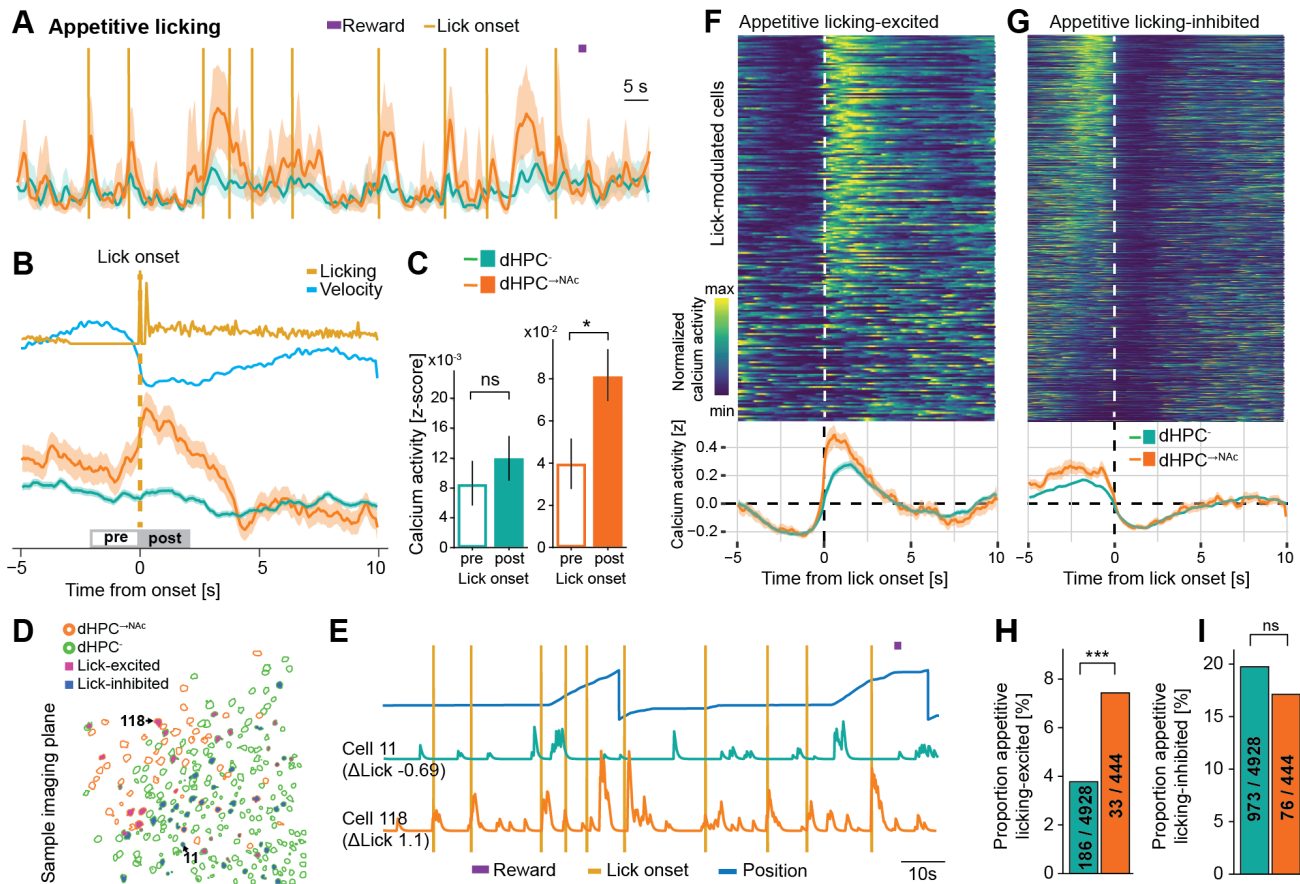 A Appetitive licking
Reward Lick onset
5 s
B
Lick onset
Licking
Velocity
pre post
−5 0 5 10
Time from onset [s]
C
dHPC-
dHPC→NAc
Calcium activity [z-score]
x10-3
ns
20
16
12
8
4
0
pre post
Lick onset
x10-2
*
8
6
4
2
0
pre post
Lick onset
D
dHPC→NAc
dHPC-
Lick-excited
Lick-inhibited
Sample imaging plane
118
11
E
Cell 11
(ΔLick -0.69)
Cell 118
(ΔLick 1.1)
Reward Lick onset Position
10s
F Appetitive licking-excited
Lick-modulated cells
max
Normalized
calcium activity
min
Calcium activity [z]
0.4
0.2
0.0
−0.2
−5 0 5 10
Time from lick onset [s]
G Appetitive licking-inhibited
dHPC-
dHPC→NAc
−5 0 5 10
Time from lick onset [s]
H
Proportion appetitive
licking-excited [%]
***
8
6
4
2
0
186 / 4928
33 / 444
I
Proportion appetitive
licking-inhibited [%]
ns
20
15
10
5
0
973 / 4928
76 / 444